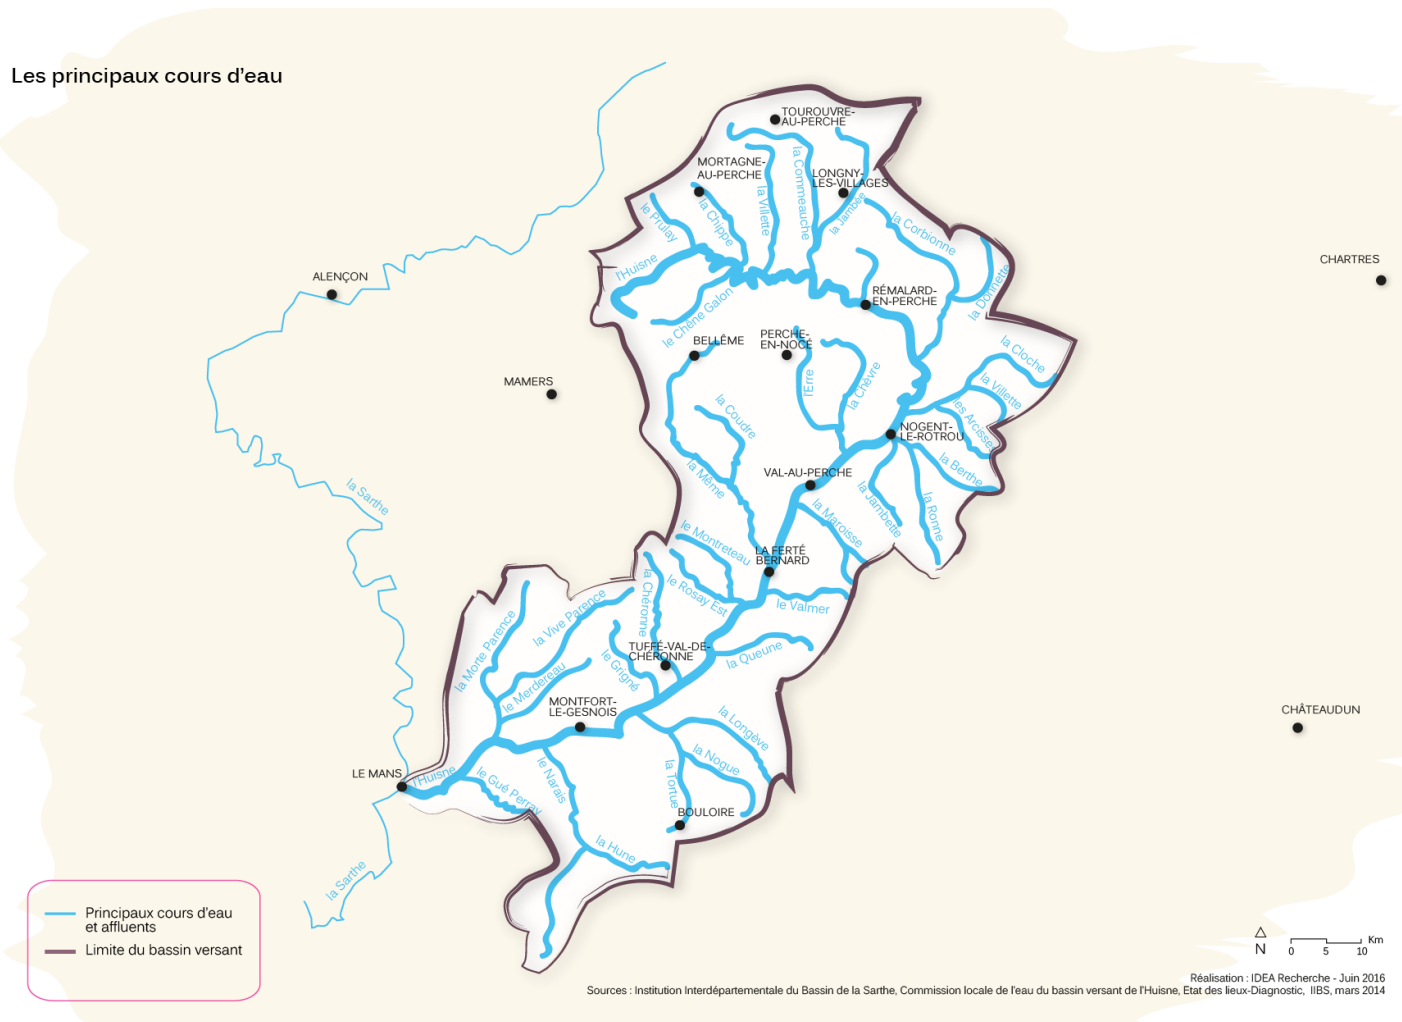 Les principaux cours d'eau
TOUROUVRE-
AU-PERCHE
MORTAGNE-
AU-PERCHE
LONGNY-
LES-VILLAGES
la Commeauche
la Villette
la Chippe
le Prulay
la Jambée
la Corbionne
l'Huisne
la Donnette
CHARTRES
ALENÇON
RÉMALARD-
EN-PERCHE
le Chêne Galon
BELLÊME
PERCHE-
EN-NOCÉ
la Cloche
MAMERS
l'Erre
la Chèvre
la Villette
les Arcisses
la Coudre
NOGENT-
LE-ROTROU
la Berthe
la Même
VAL-AU-PERCHE
la Sarthe
la Maroisse
la Jambette
la Ronne
le Montreteau
LA FERTÉ
BERNARD
la Chéronne
le Rosay Est
le Valmer
la Vive Parence
la Morte Parence
TUFFÉ-VAL-DE-
CHÉRONNE
le Grigné
la Queune
le Merdereau
MONTFORT-
LE-GESNOIS
la Longève
CHÂTEAUDUN
la Nogue
LE MANS
l'Huisne
le Gué Perray
le Narais
la Tortue
BOULOIRE
la Hune
la Sarthe
Principaux cours d'eau
et affluents
Limite du bassin versant
N
0 5 10 Km
Réalisation : IDEA Recherche - Juin 2016
Sources : Institution Interdépartementale du Bassin de la Sarthe, Commission locale de l'eau du bassin versant de l'Huisne, Etat des lieux-Diagnostic, IIBS, mars 2014